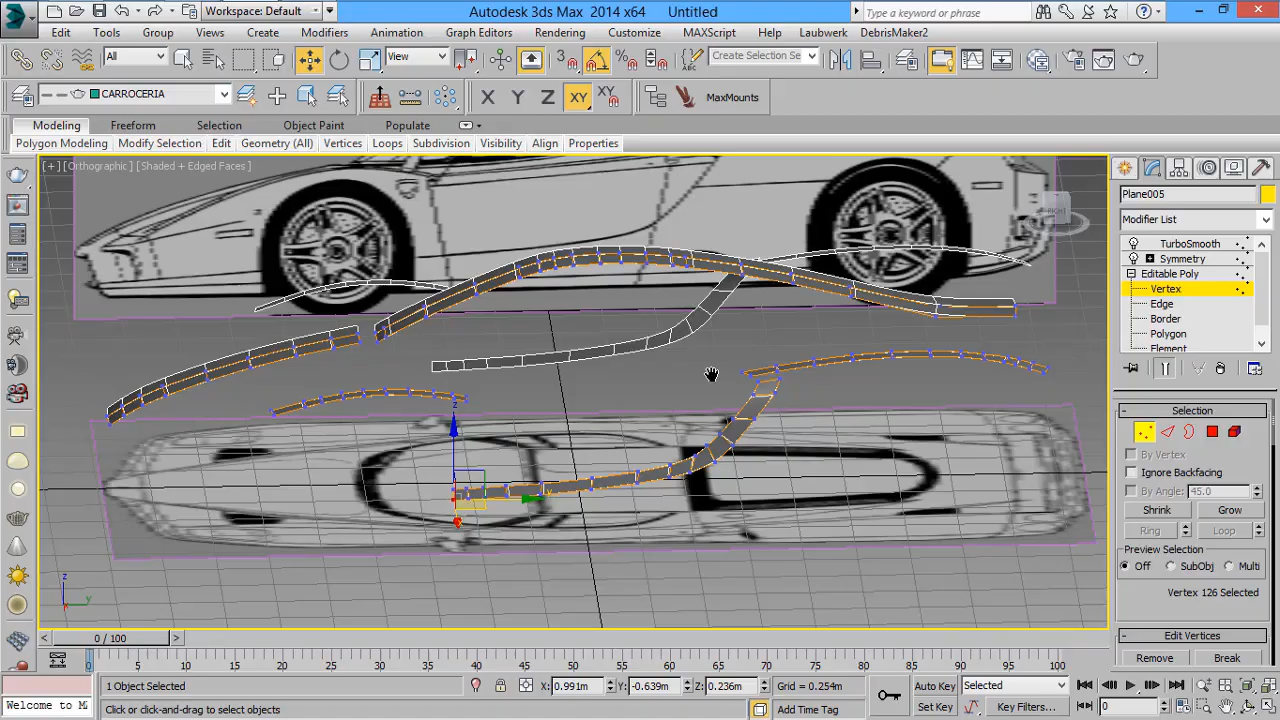 Workspace: Default
Autodesk 3ds Max 2014 x64 Untitled
Type a keyword or phrase
Edit Tools Group Views Create Modifiers Animation Graph Editors Rendering Customize MAXScript Help Laubwerk DebrisMaker2
All
View
3
Create Selection Se
CARROCERIA
X Y Z XY XY
MaxMounts
Modeling Freeform Selection Object Paint Populate
Polygon Modeling Modify Selection Edit Geometry (All) Vertices Loops Subdivision Visibility Align Properties
[+] [Orthographic ] [Shaded + Edged Faces ]
RIGHT
z
z
y
Plane005
Modifier List
TurboSmooth
Symmetry
Editable Poly
Vertex
Edge
Border
Polygon
Element
Selection
By Vertex
Ignore Backfacing
By Angle: 45.0
Shrink Grow
Ring Loop
Preview Selection
Off SubObj Multi
Vertex 126 Selected
Edit Vertices
Remove Break
0 / 100
0 5 10 15 20 25 30 35 40 45 50 55 60 65 70 75 80 85 90 95 100
1 Object Selected
X: 0.991m Y: -0.639m Z: 0.236m Grid = 0.254m
Auto Key Selected
Welcome to M
Click or click-and-drag to select objects
Add Time Tag
Set Key Key Filters...
0